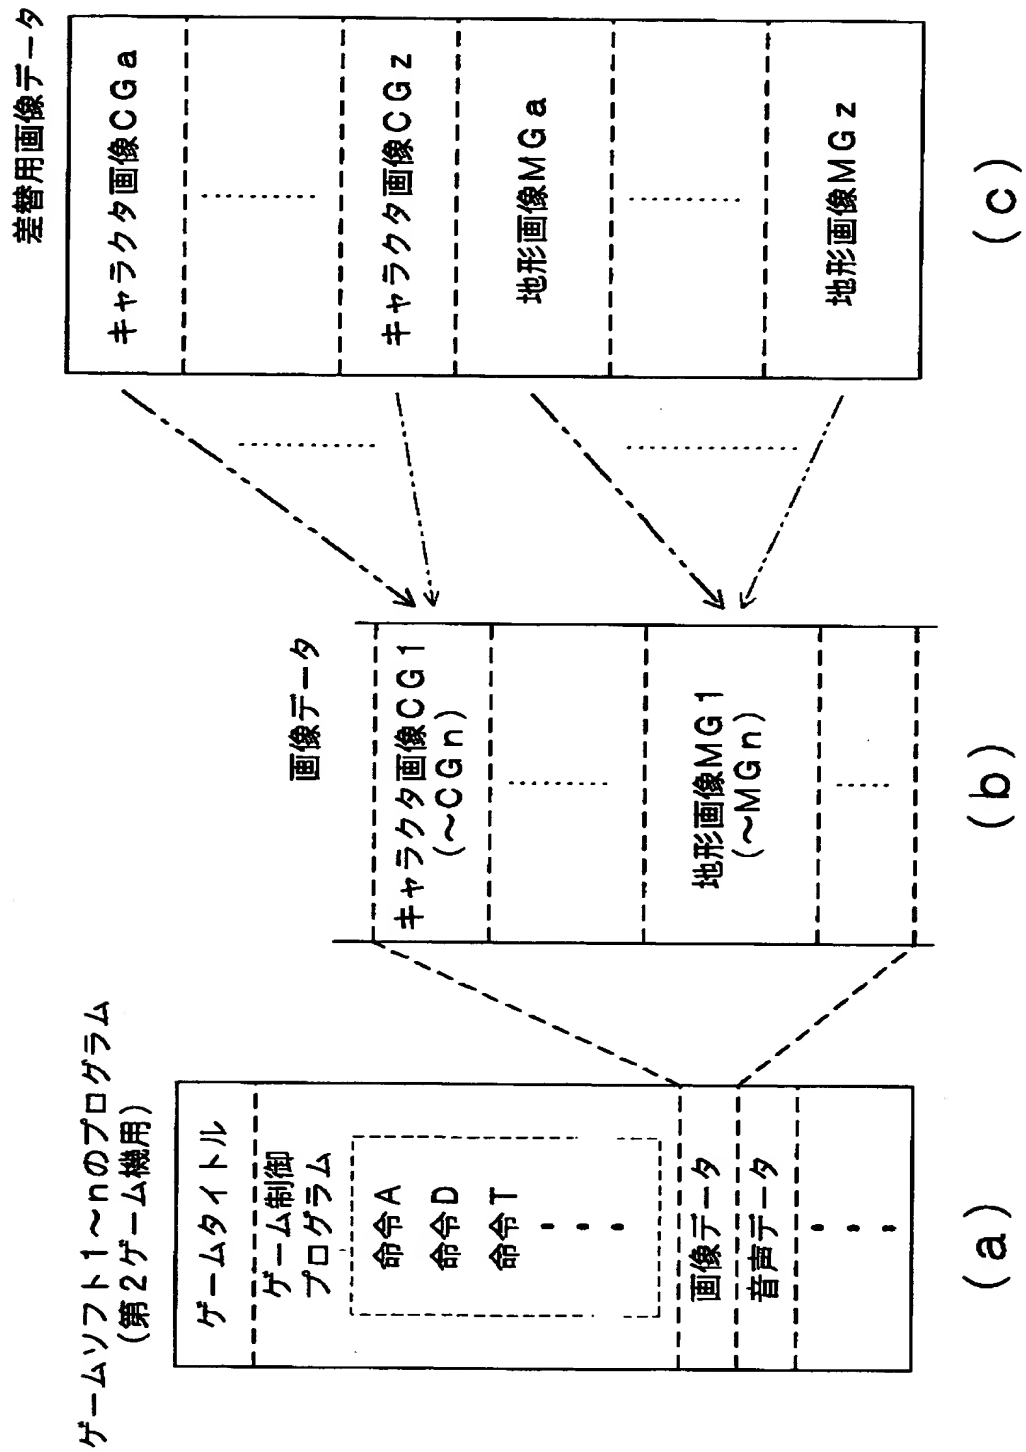 ゲームソフト1～nのプログラム
(第2ゲーム機用)
ゲームタイトル
ゲーム制御
プログラム
命令A
命令D
命令T
画像データ
音声データ
(a)
画像データ
キャラクタ画像CG1
(～CGn)
地形画像MG1
(～MGn)
(b)
差替用画像データ
キャラクタ画像CGa
キャラクタ画像CGz
地形画像MGa
地形画像MGz
(c)